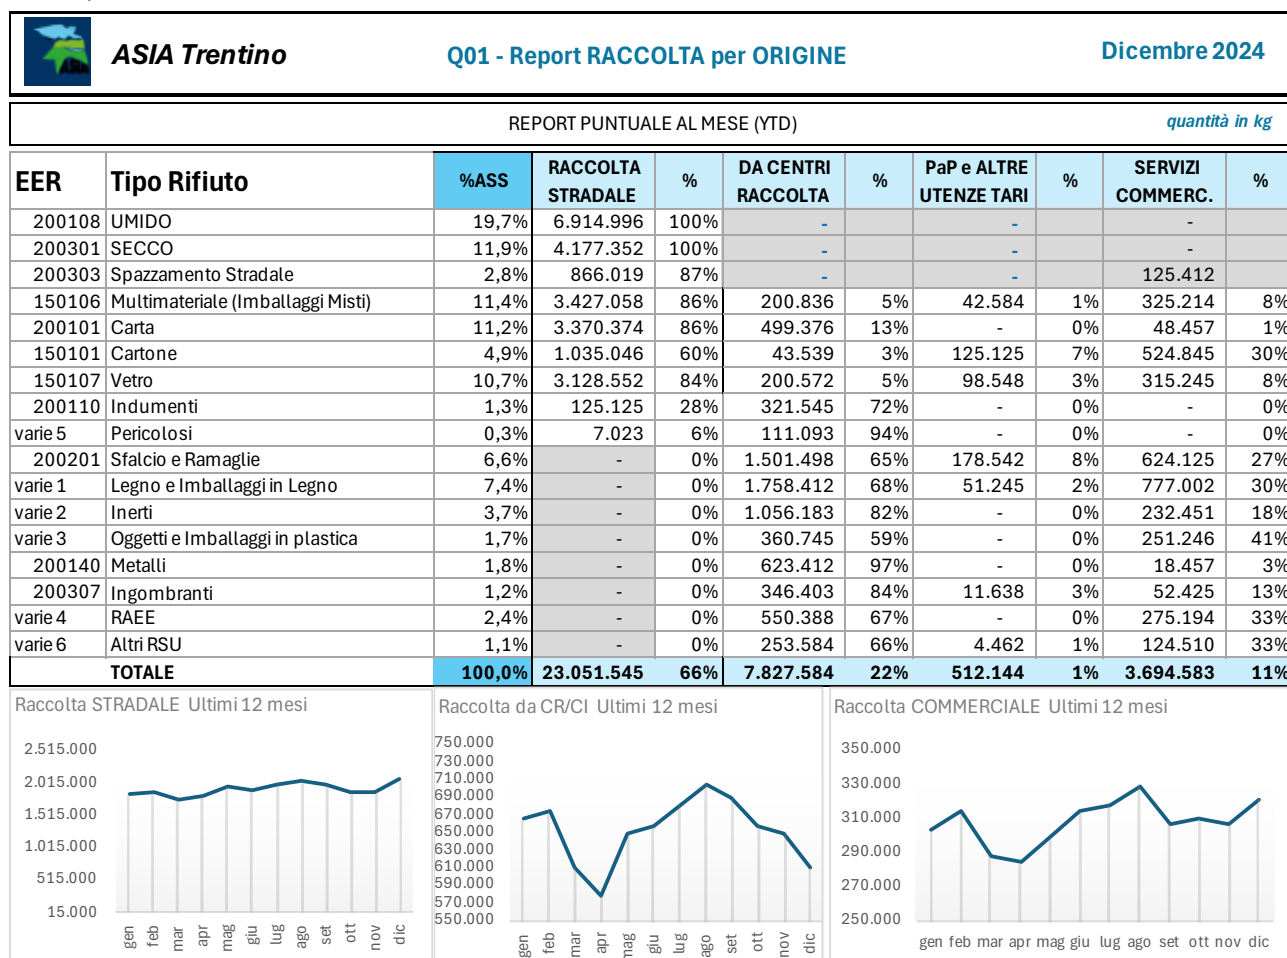 ASIA
ASIA Trentino
Q01 - Report RACCOLTA per ORIGINE
Dicembre 2024
REPORT PUNTUALE AL MESE (YTD)
quantità in kg
EER Tipo Rifiuto %ASS RACCOLTA STRADALE % DA CENTRI RACCOLTA % PaP e ALTRE UTENZE TARI % SERVIZI COMMERC. %
200108 UMIDO 19,7% 6.914.996 100% - - -
200301 SECCO 11,9% 4.177.352 100% - - -
200303 Spazzamento Stradale 2,8% 866.019 87% - - 125.412
150106 Multimateriale (Imballaggi Misti) 11,4% 3.427.058 86% 200.836 5% 42.584 1% 325.214 8%
200101 Carta 11,2% 3.370.374 86% 499.376 13% - 0% 48.457 1%
150101 Cartone 4,9% 1.035.046 60% 43.539 3% 125.125 7% 524.845 30%
150107 Vetro 10,7% 3.128.552 84% 200.572 5% 98.548 3% 315.245 8%
200110 Indumenti 1,3% 125.125 28% 321.545 72% - 0% - 0%
varie 5 Pericolosi 0,3% 7.023 6% 111.093 94% - 0% - 0%
200201 Sfalcio e Ramaglie 6,6% - 0% 1.501.498 65% 178.542 8% 624.125 27%
varie 1 Legno e Imballaggi in Legno 7,4% - 0% 1.758.412 68% 51.245 2% 777.002 30%
varie 2 Inerti 3,7% - 0% 1.056.183 82% - 0% 232.451 18%
varie 3 Oggetti e Imballaggi in plastica 1,7% - 0% 360.745 59% - 0% 251.246 41%
200140 Metalli 1,8% - 0% 623.412 97% - 0% 18.457 3%
200307 Ingombranti 1,2% - 0% 346.403 84% 11.638 3% 52.425 13%
varie 4 RAEE 2,4% - 0% 550.388 67% - 0% 275.194 33%
varie 6 Altri RSU 1,1% - 0% 253.584 66% 4.462 1% 124.510 33%
TOTALE 100,0% 23.051.545 66% 7.827.584 22% 512.144 1% 3.694.583 11%
Raccolta STRADALE Ultimi 12 mesi
2.515.000
2.015.000
1.515.000
1.015.000
515.000
15.000
gen feb mar apr mag giu lug ago set ott nov dic
Raccolta da CR/CI Ultimi 12 mesi
750.000
730.000
710.000
690.000
670.000
650.000
630.000
610.000
590.000
570.000
550.000
gen feb mar apr mag giu lug ago set ott nov dic
Raccolta COMMERCIALE Ultimi 12 mesi
350.000
330.000
310.000
290.000
270.000
250.000
gen feb mar apr mag giu lug ago set ott nov dic